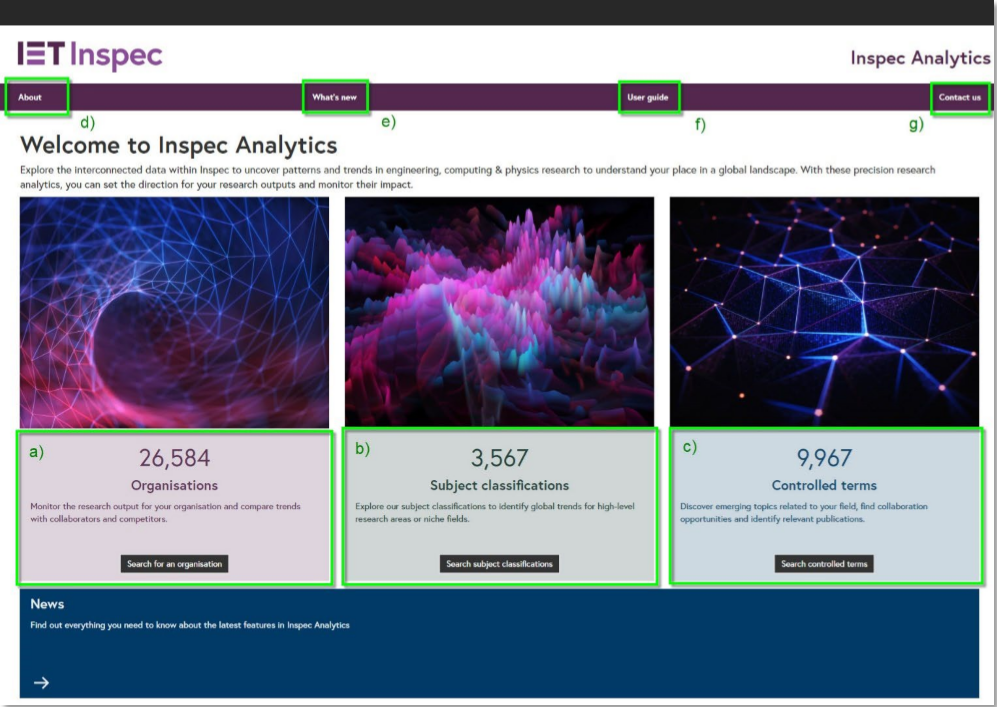 IET Inspec
Inspec Analytics
About
What's new
User guide
Contact us
d)
e)
f)
g)
Welcome to Inspec Analytics
Explore the interconnected data within Inspec to uncover patterns and trends in engineering, computing & physics research to understand your place in a global landscape. With these precision research
analytics, you can set the direction for your research outputs and monitor their impact.
a)
26,584
Organisations
Monitor the research output for your organisation and compare trends
with collaborators and competitors.
Search for an organisation
b)
3,567
Subject classifications
Explore our subject classifications to identify global trends for high-level
research areas or niche fields.
Search subject classifications
c)
9,967
Controlled terms
Discover emerging topics related to your field, find collaboration
opportunities and identify relevant publications.
Search controlled terms
News
Find out everything you need to know about the latest features in Inspec Analytics